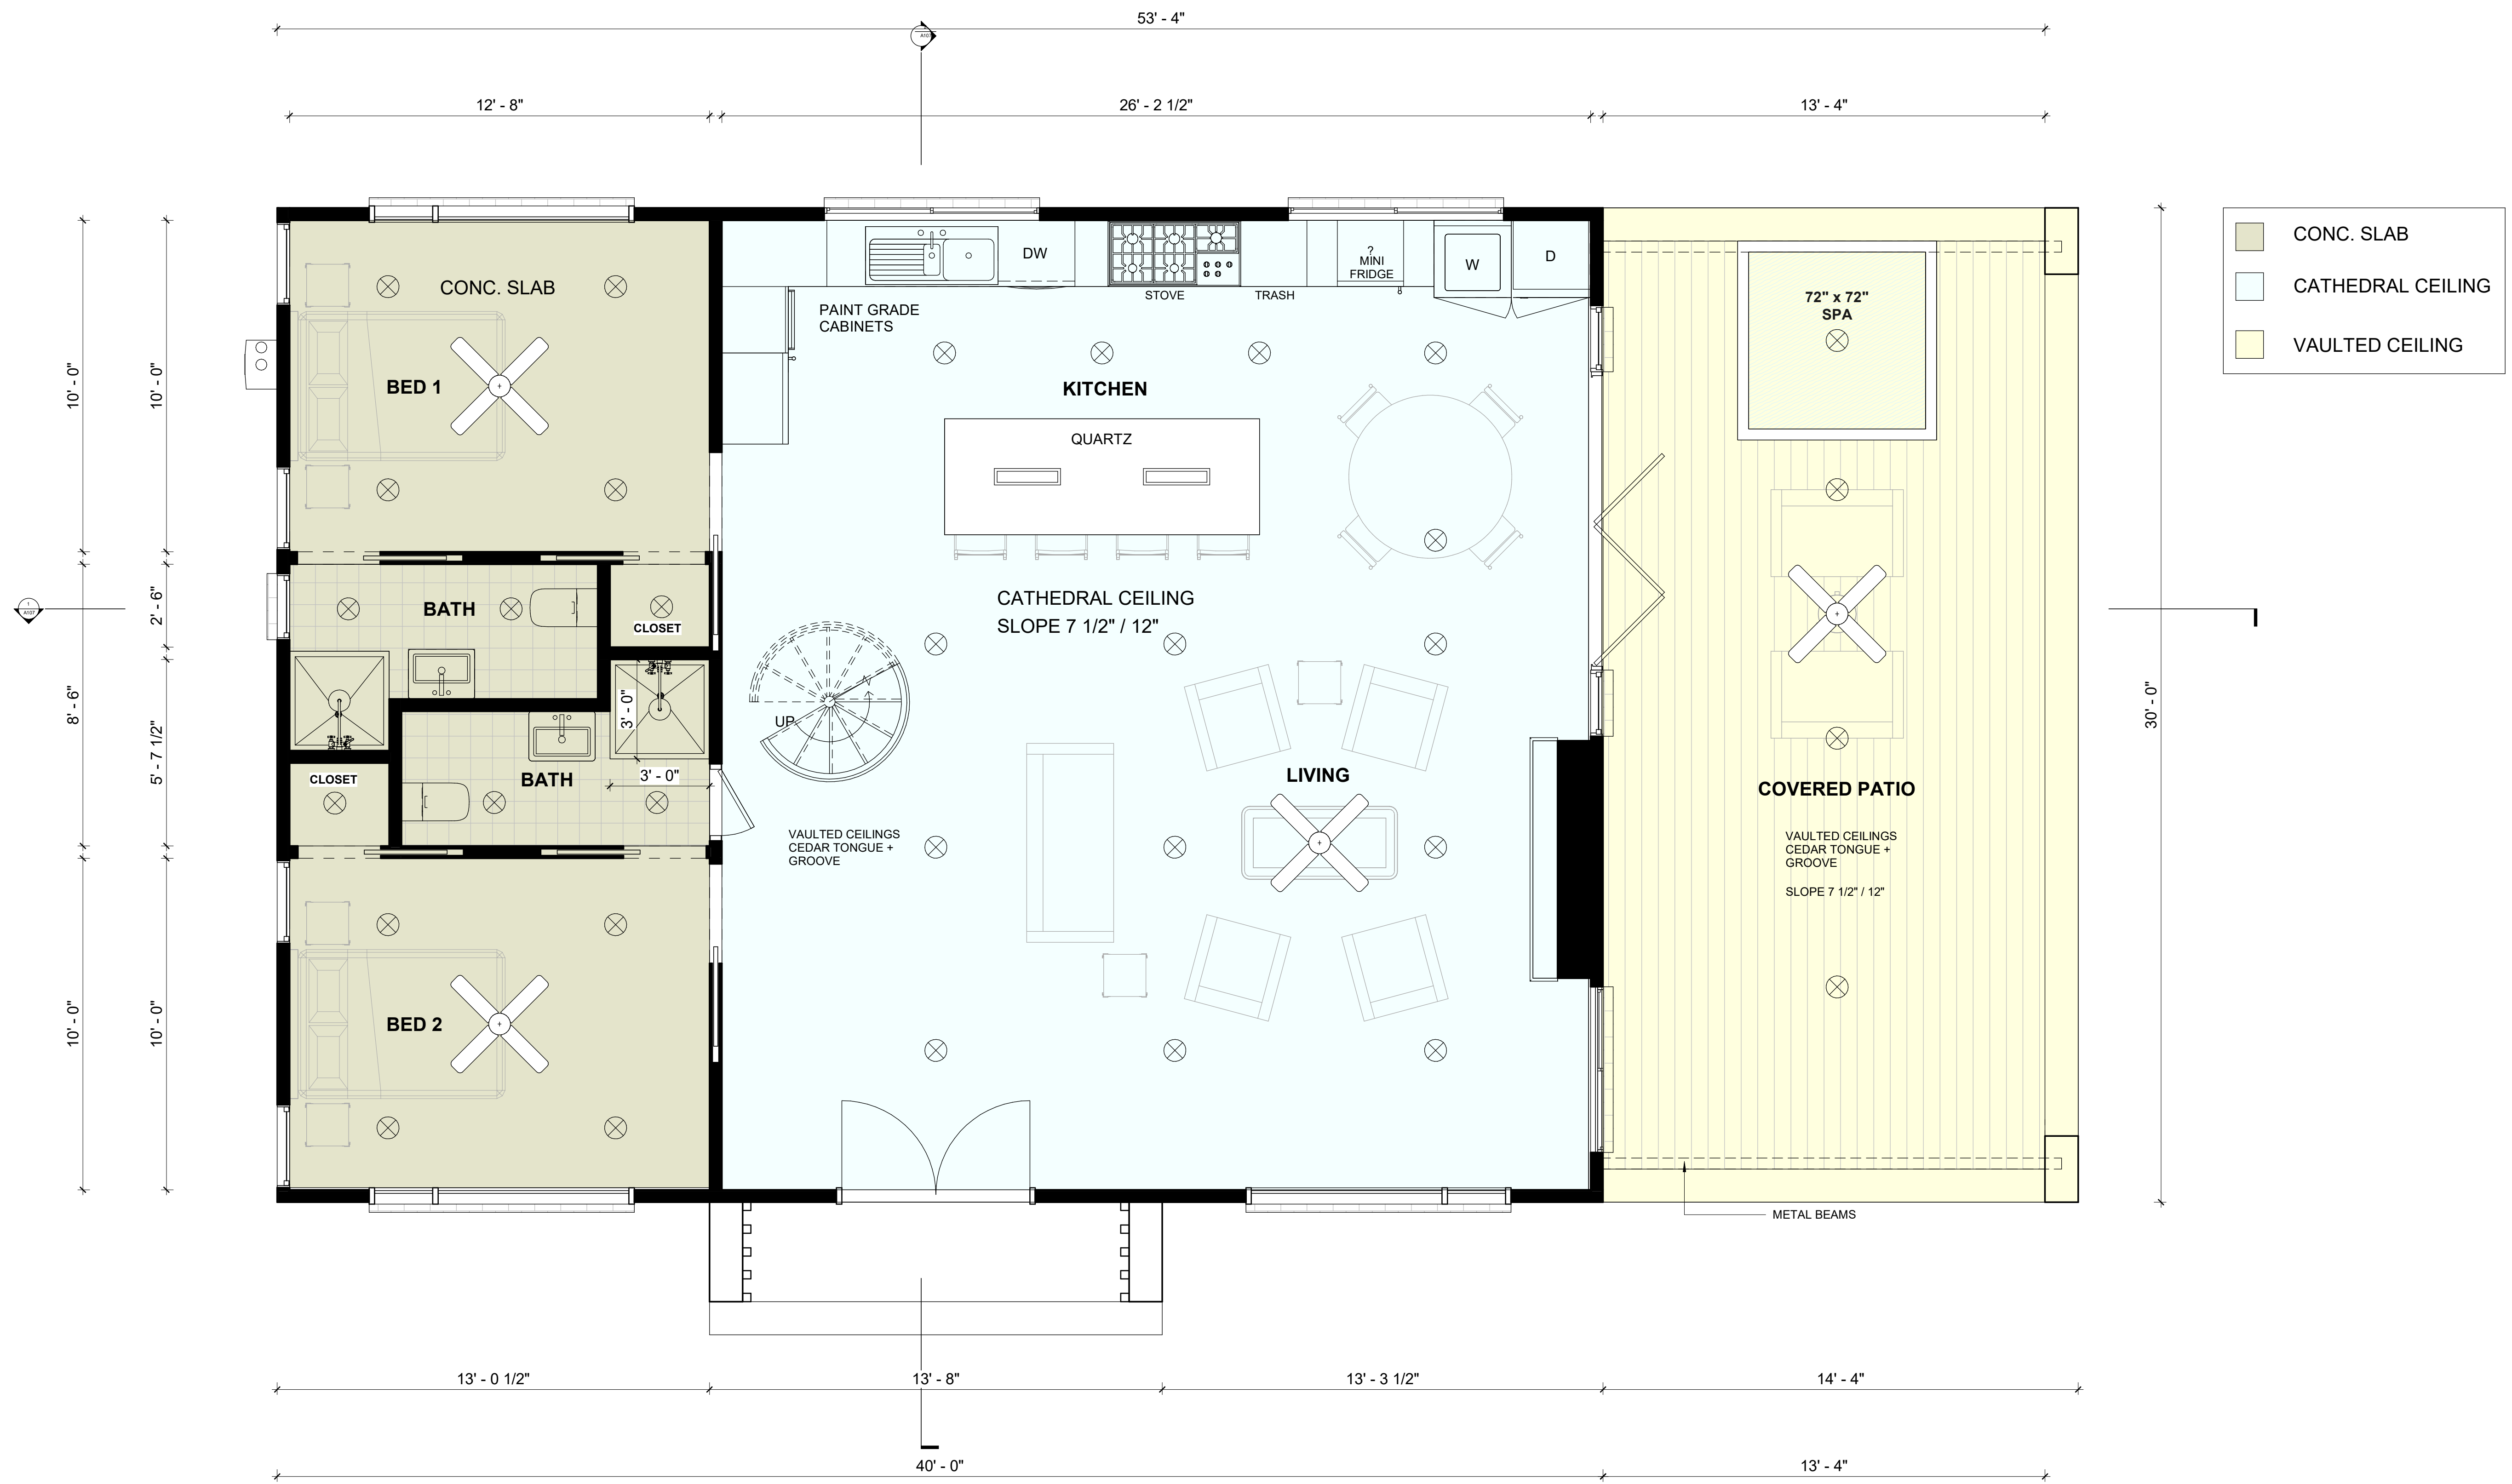 53' - 4"
A107
12' - 8"
26' - 2 1/2"
13' - 4"
CONC. SLAB
CATHEDRAL CEILING
VAULTED CEILING
CONC. SLAB
BED 1
10' - 0"
10' - 0"
DW
STOVE
TRASH
?
MINI
FRIDGE
W
D
PAINT GRADE
CABINETS
KITCHEN
QUARTZ
72" x 72"
SPA
1
A107
2' - 6"
8' - 6"
5' - 7 1/2"
BATH
CLOSET
CATHEDRAL CEILING
SLOPE 7 1/2" / 12"
UP
3' - 0"
3' - 0"
CLOSET
BATH
LIVING
COVERED PATIO
30' - 0"
VAULTED CEILINGS
CEDAR TONGUE +
GROOVE
VAULTED CEILINGS
CEDAR TONGUE +
GROOVE
SLOPE 7 1/2" / 12"
10' - 0"
10' - 0"
BED 2
METAL BEAMS
13' - 0 1/2"
13' - 8"
13' - 3 1/2"
14' - 4"
40' - 0"
13' - 4"